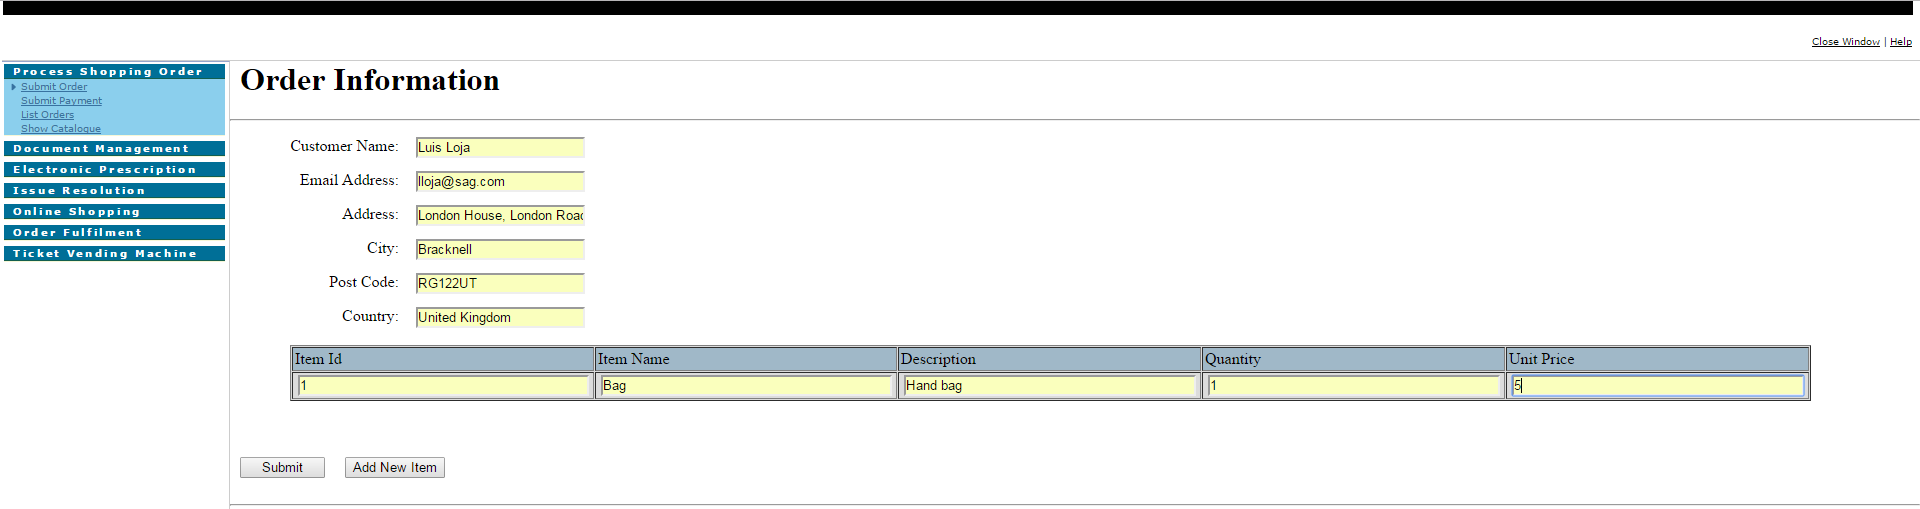 Close Window | Help
Process Shopping Order
Submit Order
Submit Payment
List Orders
Show Catalogue
Document Management
Electronic Prescription
Issue Resolution
Online Shopping
Order Fulfilment
Ticket Vending Machine
Order Information
Customer Name: Luis Loja
Email Address: lloja@sag.com
Address: London House, London Road
City: Bracknell
Post Code: RG122UT
Country: United Kingdom
Item Id Item Name Description Quantity Unit Price
1 Bag Hand bag 1 5
Submit Add New Item